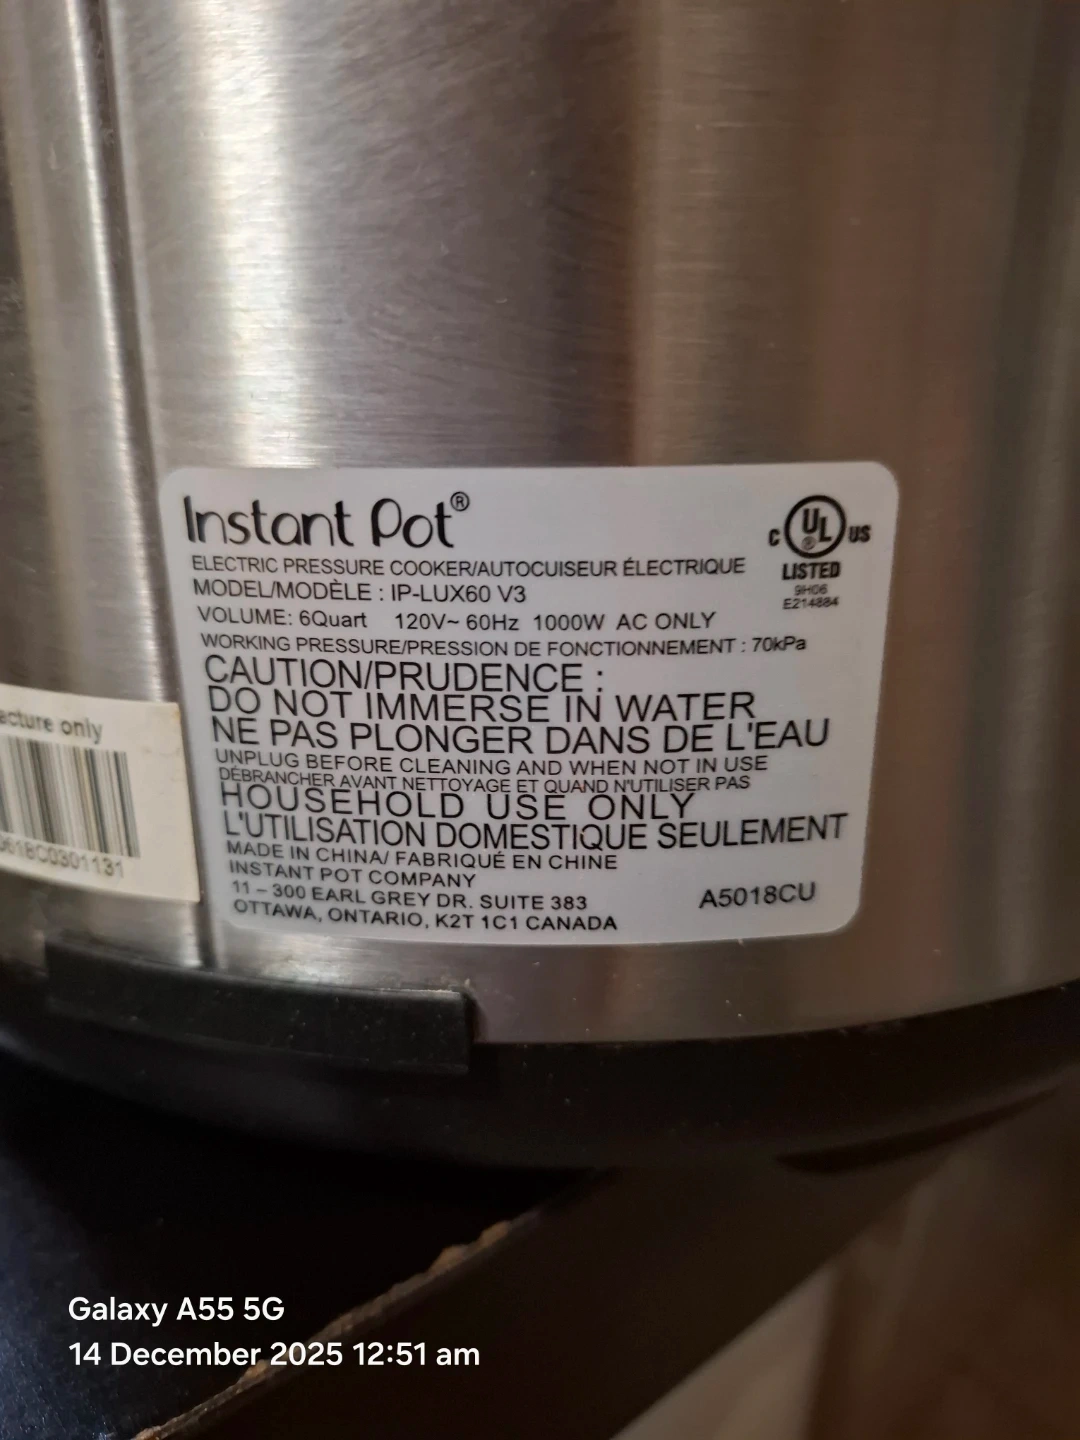 Instant Pot®
ELECTRIC PRESSURE COOKER/AUTOCUISEUR ÉLECTRIQUE
MODEL/MODÈLE : IP-LUX60 V3
VOLUME: 6Quart 120V~ 60Hz 1000W AC ONLY
WORKING PRESSURE/PRESSION DE FONCTIONNEMENT : 70kPa
CAUTION/PRUDENCE :
DO NOT IMMERSE IN WATER
NE PAS PLONGER DANS DE L'EAU
UNPLUG BEFORE CLEANING AND WHEN NOT IN USE
DÉBRANCHER AVANT NETTOYAGE ET QUAND N'UTILISER PAS
HOUSEHOLD USE ONLY
L'UTILISATION DOMESTIQUE SEULEMENT
MADE IN CHINA/ FABRIQUÉ EN CHINE
INSTANT POT COMPANY
11 – 300 EARL GREY DR. SUITE 383
OTTAWA, ONTARIO, K2T 1C1 CANADA
A5018CU
C UL® US
LISTED
9H06
E214884
only
618C0301131
Galaxy A55 5G
14 December 2025 12:51 am